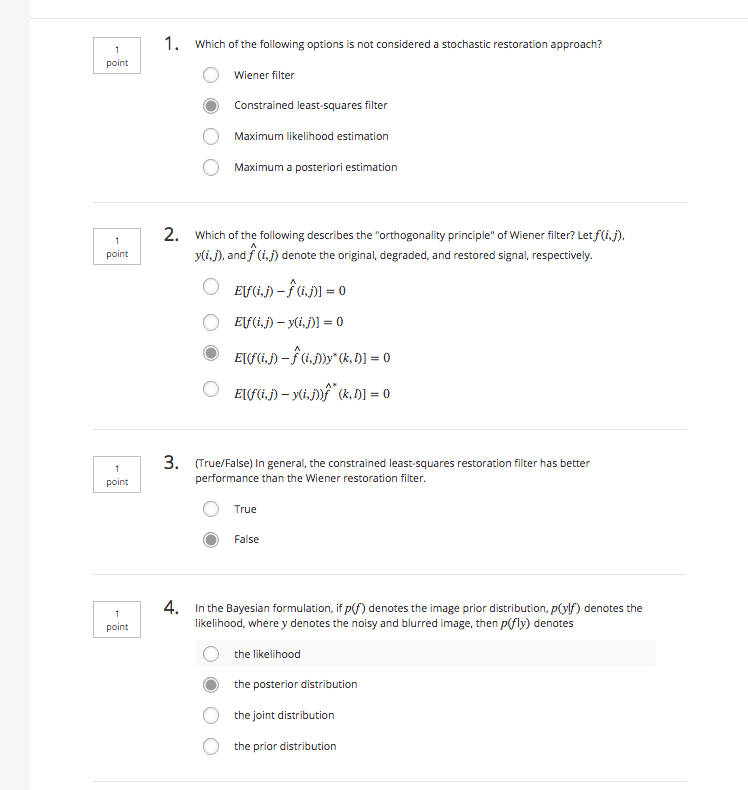 1
point
1. Which of the following options is not considered a stochastic restoration approach?
Wiener filter
Constrained least-squares filter
Maximum likelihood estimation
Maximum a posteriori estimation
1
point
2. Which of the following describes the "orthogonality principle" of Wiener filter? Let f(i,j),
y(i,j), and f^(i,j) denote the original, degraded, and restored signal, respectively.
E[f(i,j) − f^(i,j)] = 0
E[f(i,j) − y(i,j)] = 0
E[(f(i,j) − f^(i,j))y*(k,l)] = 0
E[(f(i,j) − y(i,j))f^*(k,l)] = 0
1
point
3. (True/False) In general, the constrained least-squares restoration filter has better
performance than the Wiener restoration filter.
True
False
1
point
4. In the Bayesian formulation, if p(f) denotes the image prior distribution, p(y|f) denotes the
likelihood, where y denotes the noisy and blurred image, then p(f|y) denotes
the likelihood
the posterior distribution
the joint distribution
the prior distribution